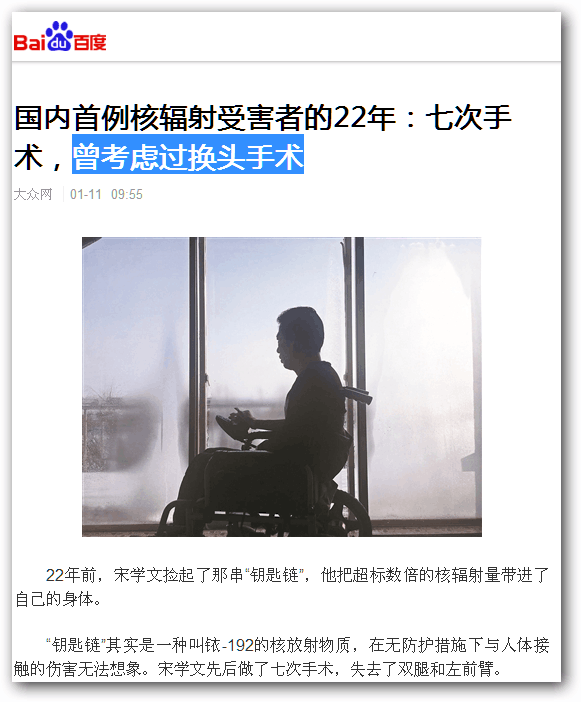 Bai du 百度
国内首例核辐射受害者的22年：七次手
术，曾考虑过换头手术
大众网 01-11 09:55
22年前，宋学文捡起了那串“钥匙链”，他把超标数倍的核辐射量带进了
自己的身体。
“钥匙链”其实是一种叫铱-192的核放射物质，在无防护措施下与人体接
触的伤害无法想象。宋学文先后做了七次手术，失去了双腿和左前臂。